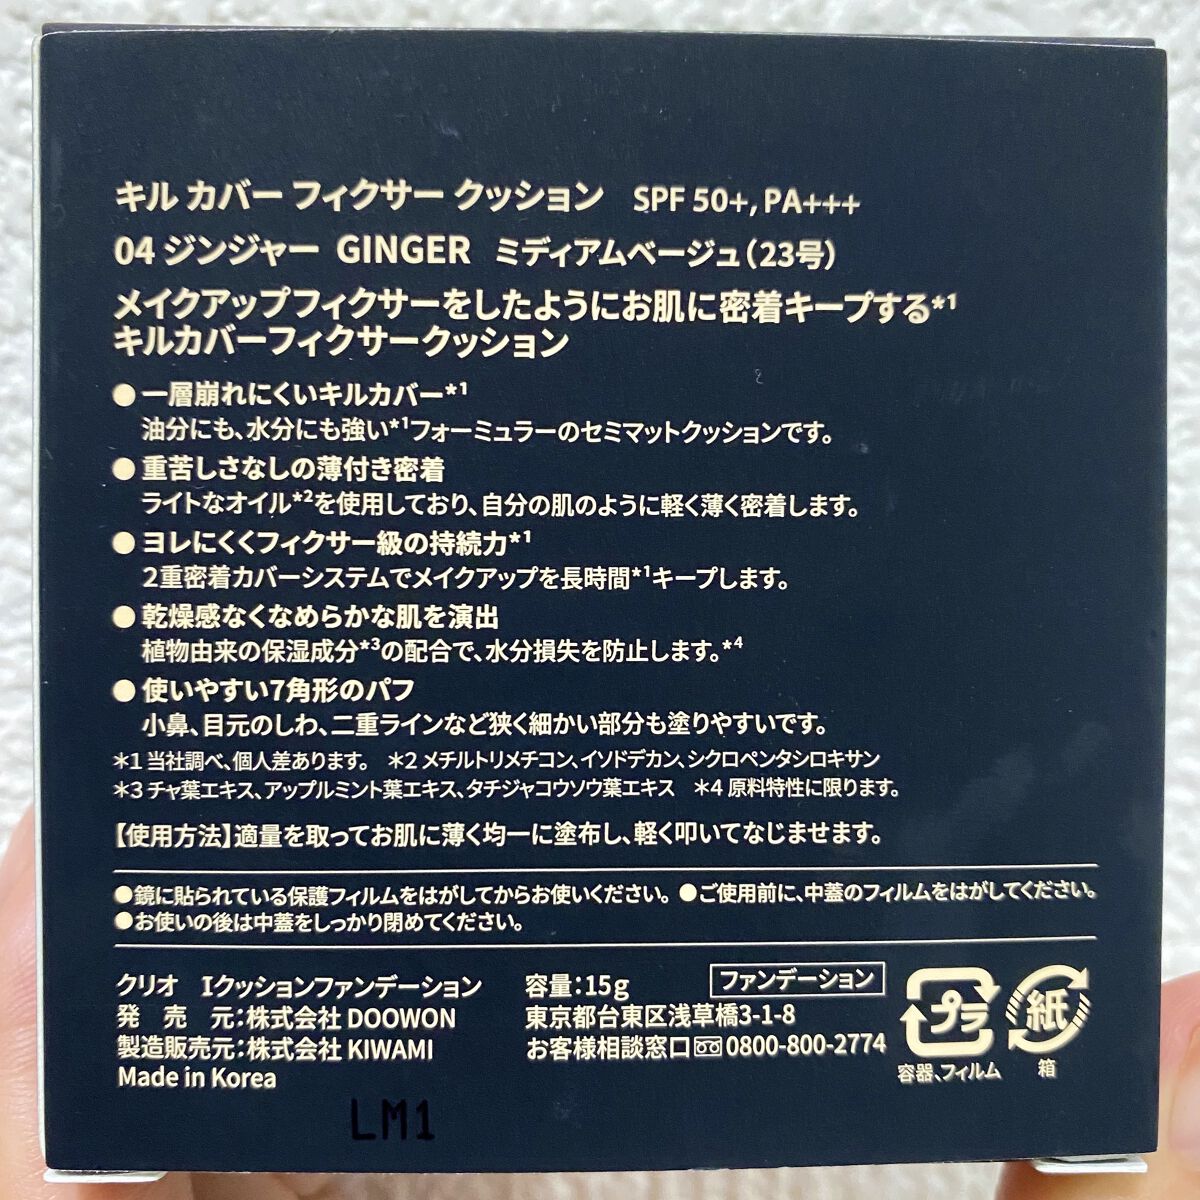 キル カバー フィクサー クッション SPF 50+, PA+++
04 ジンジャー GINGER ミディアムベージュ(23号)
メイクアップフィクサーをしたようにお肌に密着キープする*1
キルカバーフィクサークッション
● 一層崩れにくいキルカバー*1
油分にも、水分にも強い*1フォーミュラーのセミマットクッションです。
● 重苦しさなしの薄付き密着
ライトなオイル*2を使用しており、自分の肌のように軽く薄く密着します。
● ヨレにくくフィクサー級の持続力*1
2重密着カバーシステムでメイクアップを長時間*1キープします。
● 乾燥感なくなめらかな肌を演出
植物由来の保湿成分*3の配合で、水分損失を防止します。*4
● 使いやすい7角形のパフ
小鼻、目元のしわ、二重ラインなど狭く細かい部分も塗りやすいです。
*1 当社調べ、個人差あります。 *2 メチルトリメチコン、イソドデカン、シクロペンタシロキサン
*3 チャ葉エキス、アップルミント葉エキス、タチジャコウソウ葉エキス *4 原料特性に限ります。
【使用方法】適量を取ってお肌に薄く均一に塗布し、軽く叩いてなじませます。
●鏡に貼られている保護フィルムをはがしてからお使いください。 ●ご使用前に、中蓋のフィルムをはがしてください。
●お使いの後は中蓋をしっかり閉めてください。
クリオ Iクッションファンデーション 容量:15g ファンデーション
発売元:株式会社 DOOWON 東京都台東区浅草橋3-1-8
製造販売元:株式会社 KIWAMI お客様相談窓口 0800-800-2774
Made in Korea
プラ 容器、フィルム
紙 箱
LM1